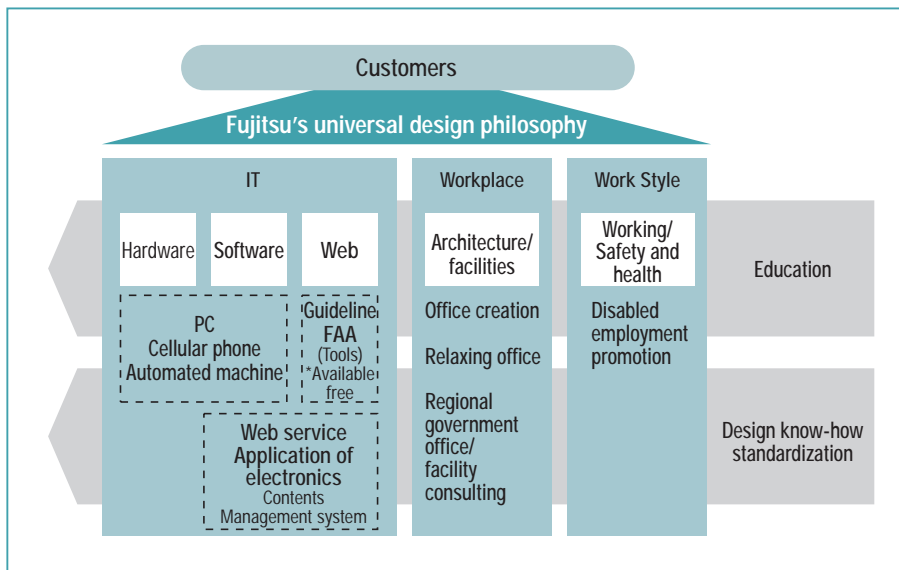 Customers
Fujitsu's universal design philosophy
IT
Hardware
Software
Web
PC
Cellular phone
Automated machine
Guideline
FAA
(Tools)
*Available
free
Web service
Application of
electronics
Contents
Management system
Workplace
Architecture/
facilities
Office creation
Relaxing office
Regional
government
office/
facility
consulting
Work Style
Working/
Safety and
health
Disabled
employment
promotion
Education
Design know-how
standardization